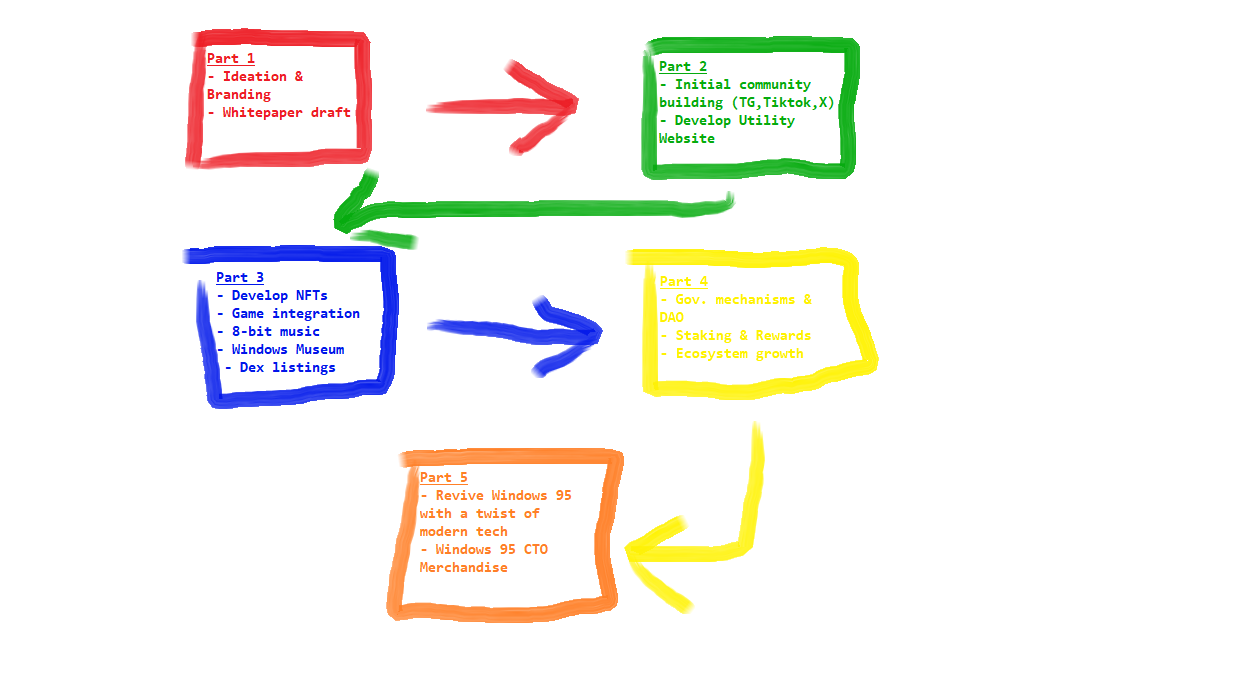 Part 1
- Ideation &
Branding
- Whitepaper draft
Part 2
- Initial community
building (TG,Tiktok,X)
- Develop Utility
Website
Part 3
- Develop NFTs
- Game integration
- 8-bit music
- Windows Museum
- Dex listings
Part 4
- Gov. mechanisms &
DAO
- Staking & Rewards
- Ecosystem growth
Part 5
- Revive Windows 95
with a twist of
modern tech
- Windows 95 CTO
Merchandise